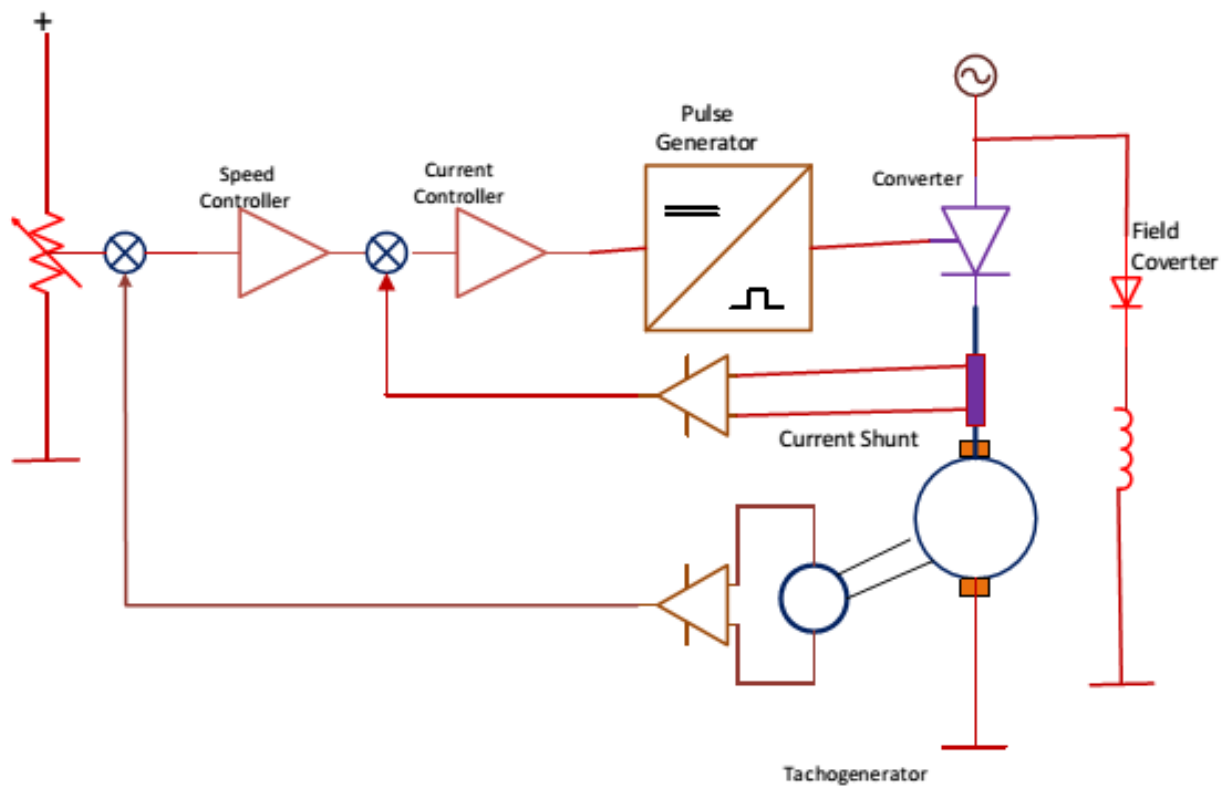 +
Pulse
Generator
Speed
Controller
Current
Controller
Converter
Field
Coverter
Current Shunt
Tachogenerator